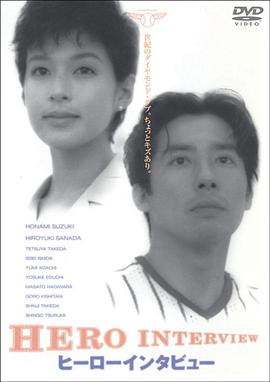 DVD
VIDEO
世紀のダイヤモンド・ラブ。ちょっとキズあり。
HONAMI SUZUKI
HIROYUKI SANADA
TETSUYA TAKEDA
ISSEI ISHIDA
YUMI ADACHI
YOSUKE EGUCHI
MASATO HAGIWARA
GORO KISHITANI
SHINJI TAKEDA
SHINGO TSURUMI
HERO INTERVIEW
ヒーローインタビュー